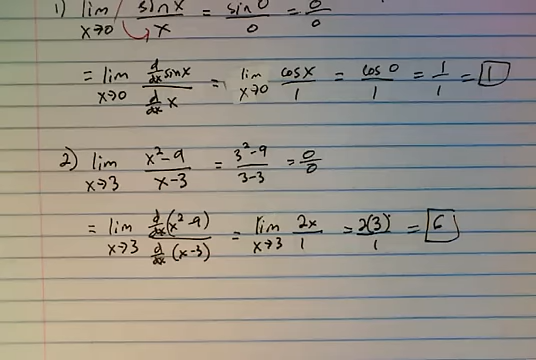 1) lim x→0 sin x / x = sin 0 / 0 = 0/0
= lim x→0 d/dx sin x / d/dx x = lim x→0 cos x / 1 = cos 0 / 1 = 1/1 = 1
2) lim x→3 x²-9 / x-3 = 3²-9 / 3-3 = 0/0
= lim x→3 d/dx (x²-9) / d/dx (x-3) = lim x→3 2x / 1 = 2(3) / 1 = 6